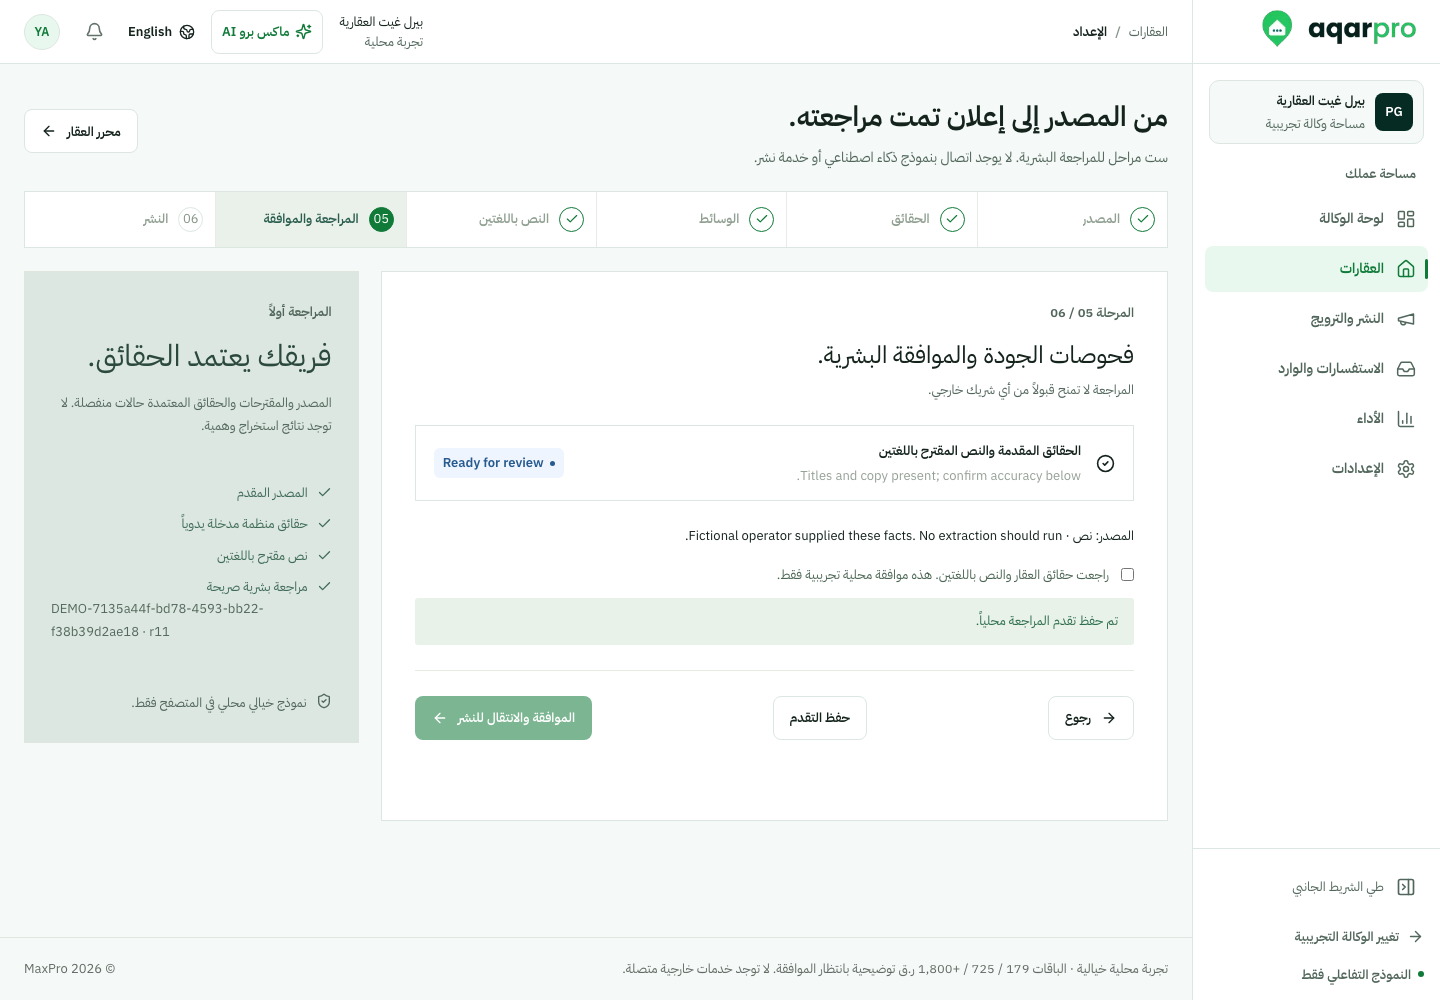 aqarpro
العقارات / الإعداد
بيرل غيت العقارية
تجربة محلية
ماكس برو AI
English
YA
PG
بيرل غيت العقارية
مساحة وكالة تجريبية
مساحة عملك
لوحة الوكالة
العقارات
النشر والترويج
الاستفسارات والوارد
الأداء
الإعدادات
طي الشريط الجانبي
تغيير الوكالة التجريبية
النموذج التفاعلي فقط
من المصدر إلى إعلان تمت مراجعته.
ست مراحل للمراجعة البشرية. لا يوجد اتصال بنموذج ذكاء اصطناعي أو خدمة نشر.
محرر العقار
المصدر
الحقائق
الوسائط
النص باللغتين
05 المراجعة والموافقة
06 النشر
المرحلة 05 / 06
فحوصات الجودة والموافقة البشرية.
المراجعة لا تمنح قبولاً من أي شريك خارجي.
الحقائق المقدمة والنص المقترح باللغتين
Titles and copy present; confirm accuracy below.
Ready for review
المصدر: نص · Fictional operator supplied these facts. No extraction should run.
راجعت حقائق العقار والنص باللغتين. هذه موافقة محلية تجريبية فقط.
تم حفظ تقدم المراجعة محلياً.
رجوع
حفظ التقدم
الموافقة والانتقال للنشر
المراجعة أولاً
فريقك يعتمد الحقائق.
المصدر والمقترحات والحقائق المعتمدة حالات منفصلة. لا
توجد نتائج استخراج وهمية.
المصدر المقدم
حقائق منظمة مدخلة يدوياً
نص مقترح باللغتين
مراجعة بشرية صريحة
DEMO-7135a44f-bd78-4593-bb22-
f38b39d2ae18 · r11
نموذج خيالي محلي في المتصفح فقط.
تجربة محلية خيالية · الباقات 179 / 725 / 1,800+ ر.ق توضيحية بانتظار الموافقة. لا توجد خدمات خارجية متصلة.
© 2026 MaxPro